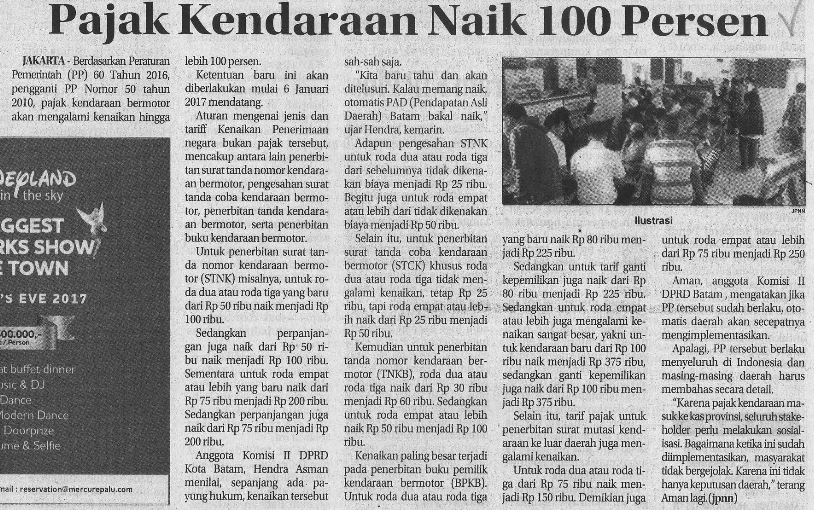 Pajak Kendaraan Naik 100 Persen
JAKARTA - Berdasarkan Peraturan
Pemerintah (PP) 60 Tahun 2016,
pengganti PP Nomor 50 tahun
2010, pajak kendaraan bermotor
akan mengalami kenaikan hingga
lebih 100 persen.
Ketentuan baru ini akan
diberlakukan mulai 6 Januari
2017 mendatang.
Aturan mengenai jenis dan
tariff Kenaikan Penerimaan
negara bukan pajak tersebut,
mencakup antara lain penerbi-
tan surat tanda nomor kendara-
an bermotor, pengesahan surat
tanda coba kendaraan bermo-
tor, penerbitan tanda kendara-
an bermotor, serta penerbitan
buku kendaraan bermotor.
Untuk penerbitan surat tan-
da nomor kendaraan bermo-
tor (STNK) misalnya, untuk ro-
da dua atau roda tiga yang baru
dari Rp 50 ribu naik menjadi Rp
100 ribu.
Sedangkan perpanjan-
gan juga naik dari Rp 50 ri-
bu naik menjadi Rp 100 ribu.
Sementara untuk roda empat
atau lebih yang baru naik dari
Rp 75 ribu menjadi Rp 200 ribu.
Sedangkan perpanjangan juga
naik dari Rp 75 ribu menjadi Rp
200 ribu.
Anggota Komisi II DPRD
Kota Batam, Hendra Asman
menilai, sepanjang ada pa-
yung hukum, kenaikan tersebut
sah-sah saja.
"Kita baru tahu dan akan
ditelusuri. Kalau memang naik,
otomatis PAD (Pendapatan Asli
Daerah) Batam bakal naik,"
ujar Hendra, kemarin.
Adapun pengesahan STNK
untuk roda dua atau roda tiga
dari sebelumnya tidak dikena-
kan biaya menjadi Rp 25 ribu.
Begitu juga untuk roda empat
atau lebih dari tidak dikenakan
biaya menjadi Rp 50 ribu.
Selain itu, untuk penerbitan
surat tanda coba kendaraan
bermotor (STCK) khusus roda
dua atau roda tiga tidak men-
galami kenaikan, tetap Rp 25
ribu, tapi roda empat atau leb-
ih naik dari Rp 25 ribu menjadi
Rp 50 ribu.
Kemudian untuk penerbitan
tanda nomor kendaraan ber-
motor (TNKB), roda dua atau
roda tiga naik dari Rp 30 ribu
menjadi Rp 60 ribu. Sedangkan
untuk roda empat atau lebih
naik Rp 50 ribu menjadi Rp 100
ribu.
Kenaikan paling besar terjadi
pada penerbitan buku pemilik
kendaraan bermotor (BPKB).
Untuk roda dua atau roda tiga
JPNN
Ilustrasi
yang baru naik Rp 80 ribu men-
jadi Rp 225 ribu.
Sedangkan untuk tarif ganti
kepemilikan juga naik dari Rp
80 ribu menjadi Rp 225 ribu.
Sedangkan untuk roda empat
atau lebih juga mengalami ke-
naikan sangat besar, yakni un-
tuk kendaraan baru dari Rp 100
ribu naik menjadi Rp 375 ribu,
sedangkan ganti kepemilikan
juga naik dari Rp 100 ribu men-
jadi Rp 375 ribu.
Selain itu, tarif pajak untuk
penerbitan surat mutasi kend-
araan ke luar daerah juga men-
galami kenaikan.
Untuk roda dua atau roda ti-
ga dari Rp 75 ribu naik men-
jadi Rp 150 ribu. Demikian juga
untuk roda empat atau lebih
dari Rp 75 ribu menjadi Rp 250
ribu.
Aman, anggota Komisi II
DPRD Batam , mengatakan jika
PP tersebut sudah berlaku, oto-
matis daerah akan secepatnya
mengimplementasikan.
Apalagi, PP tersebut berlaku
menyeluruh di Indonesia dan
masing-masing daerah harus
membahas secara detail.
"Karena pajak kendaraan ma-
suk ke kas provinsi, seluruh stake-
holder perlu melakukan sosial-
isasi. Bagaimana ketika ini sudah
diimplementasikan, masyarakat
tidak bergejolak. Karena ini tidak
hanya keputusan daerah," terang
Aman lagi.(jpnn)
EYLAND
in the sky
GGEST
RKS SHOW
E TOWN
'S EVE 2017
00.000,-
/Person
at buffet dinner
usic & DJ
Dance
Modern Dance
Doorprize
ume & Selfie
mail : reservation@mercurepalu.com